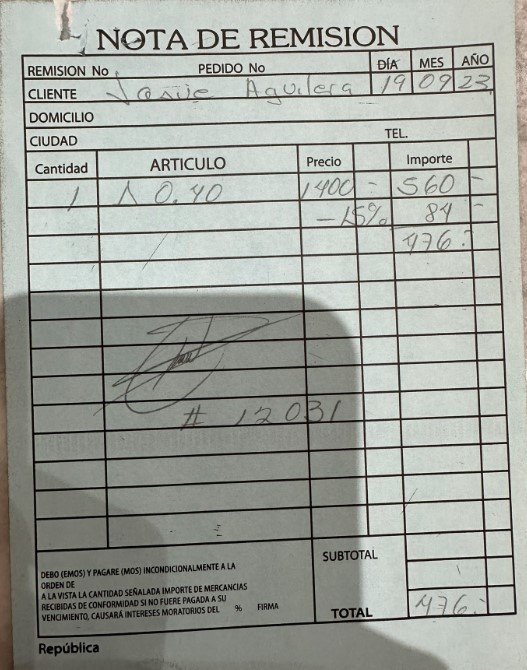 NOTA DE REMISION
REMISION No PEDIDO No DÍA MES AÑO
CLIENTE Aguilera 19 09 23
DOMICILIO
CIUDAD TEL.
Cantidad ARTICULO Precio Importe
1 0.40 1400 - 560 -
-15% 84 -
476.-
# 12031
SUBTOTAL
DEBO (EMOS) Y PAGARE (MOS) INCONDICIONALMENTE A LA
ORDEN DE
A LA VISTA LA CANTIDAD SEÑALADA IMPORTE DE MERCANCIAS
RECIBIDAS DE CONFORMIDAD SI NO FUERE PAGADA A SU
VENCIMIENTO, CAUSARÁ INTERESES MORATORIOS DEL % FIRMA
TOTAL 476.-
República